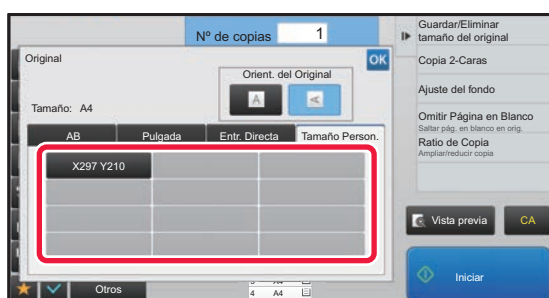 Nº de copias 1
Original
OK
Orient. del Original
A
A
Tamaño: A4
AB
Pulgada
Entr. Directa
Tamaño Person.
X297 Y210
Otros
4 A4
Guardar/Eliminar
tamaño del original
Copia 2-Caras
Ajuste del fondo
Omitir Página en Blanco
Saltar pág. en blanco en orig.
Ratio de Copia
Ampliar/reducir copia
Vista previa
CA
Iniciar